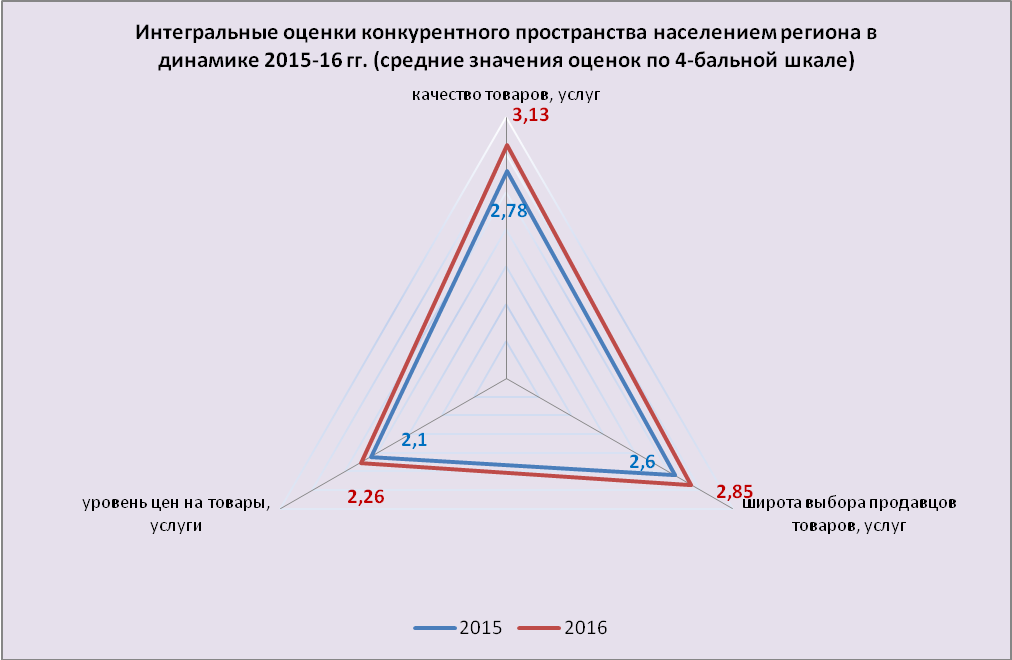 Интегральные оценки конкурентного пространства населением региона в
динамике 2015-16 гг. (средние значения оценок по 4-бальной шкале)
качество товаров, услуг
3,13
2,78
2,1
2,6
2,26
2,85
уровень цен на товары,
услуги
широта выбора продавцов
товаров, услуг
2015
2016